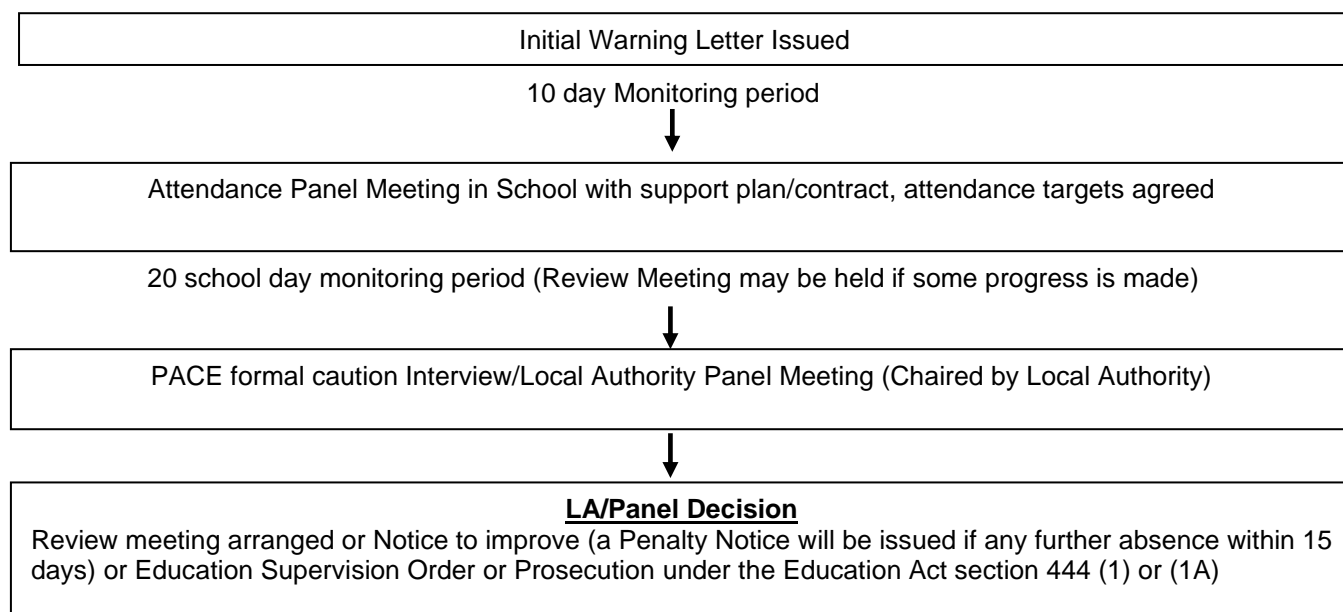 Initial Warning Letter Issued
10 day Monitoring period
Attendance Panel Meeting in School with support plan/contract, attendance targets agreed
20 school day monitoring period (Review Meeting may be held if some progress is made)
PACE formal caution Interview/Local Authority Panel Meeting (Chaired by Local Authority)
LA/Panel Decision
Review meeting arranged or Notice to improve (a Penalty Notice will be issued if any further absence within 15
days) or Education Supervision Order or Prosecution under the Education Act section 444 (1) or (1A)